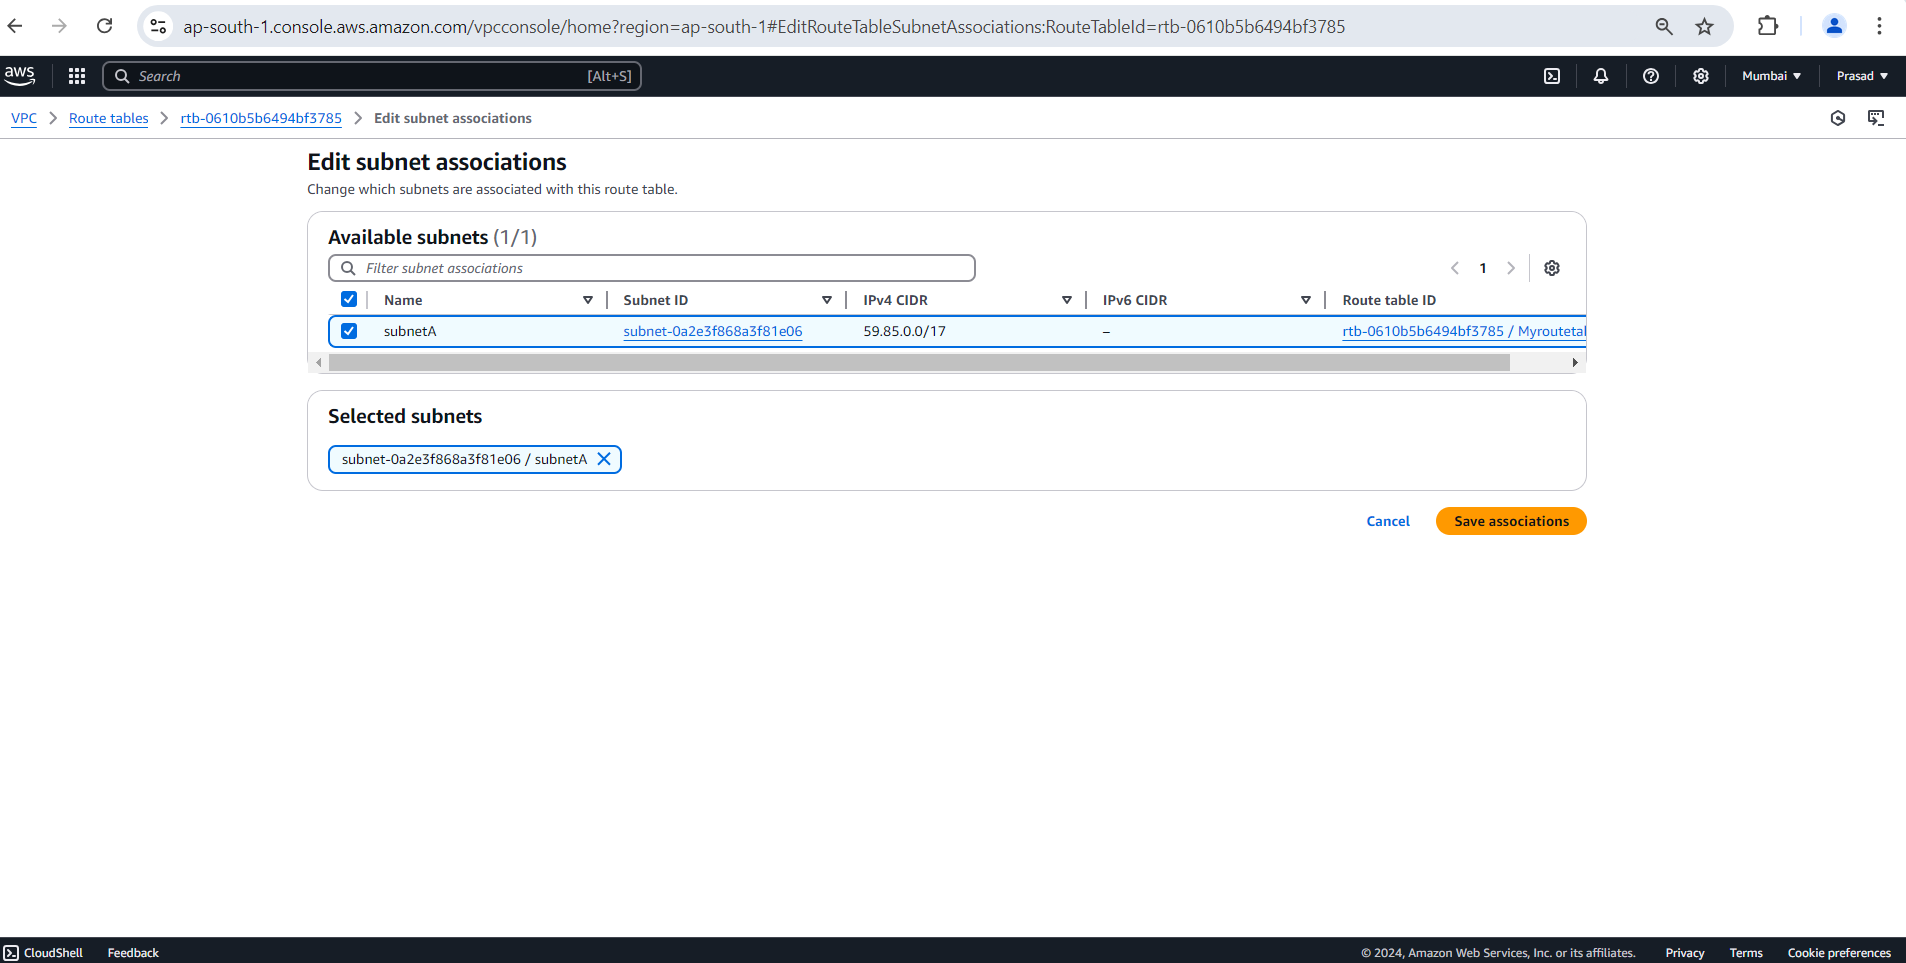 ap-south-1.console.aws.amazon.com/vpcconsole/home?region=ap-south-1#EditRouteTableSubnetAssociations:RouteTableId=rtb-0610b5b6494bf3785
aws Search [Alt+S] Mumbai Prasad
VPC Route tables rtb-0610b5b6494bf3785 Edit subnet associations
Edit subnet associations
Change which subnets are associated with this route table.
Available subnets (1/1)
Filter subnet associations 1
Name Subnet ID IPv4 CIDR IPv6 CIDR Route table ID
subnetA subnet-0a2e3f868a3f81e06 59.85.0.0/17 – rtb-0610b5b6494bf3785 / Myroutetal
Selected subnets
subnet-0a2e3f868a3f81e06 / subnetA
Cancel Save associations
CloudShell Feedback © 2024, Amazon Web Services, Inc. or its affiliates. Privacy Terms Cookie preferences